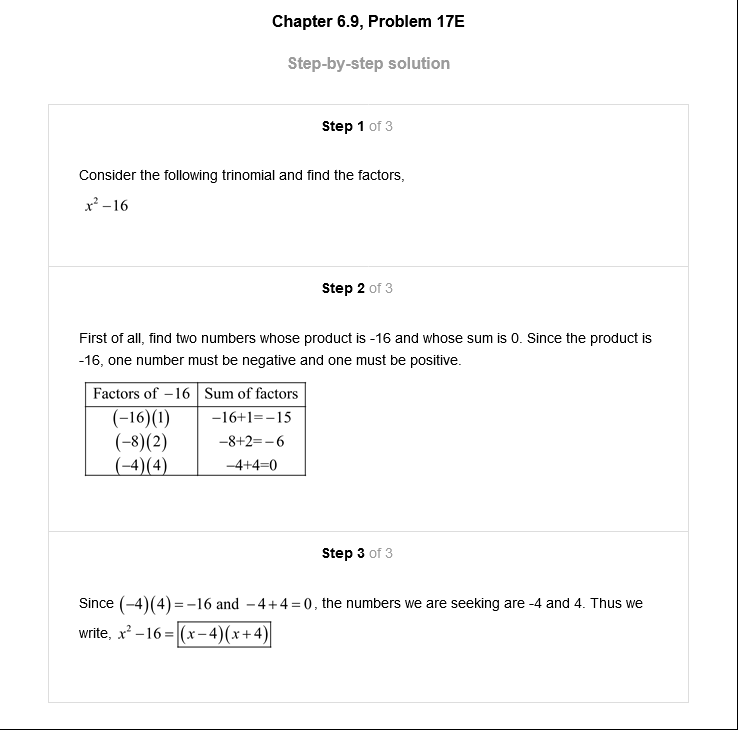 Chapter 6.9, Problem 17E
Step-by-step solution
Step 1 of 3
Consider the following trinomial and find the factors,
x² − 16
Step 2 of 3
First of all, find two numbers whose product is -16 and whose sum is 0. Since the product is
-16, one number must be negative and one must be positive.
Factors of −16 Sum of factors
(−16)(1) −16+1=−15
(−8)(2) −8+2=−6
(−4)(4) −4+4=0
Step 3 of 3
Since (−4)(4) = −16 and −4+4=0, the numbers we are seeking are -4 and 4. Thus we
write, x² −16 = (x−4)(x+4)